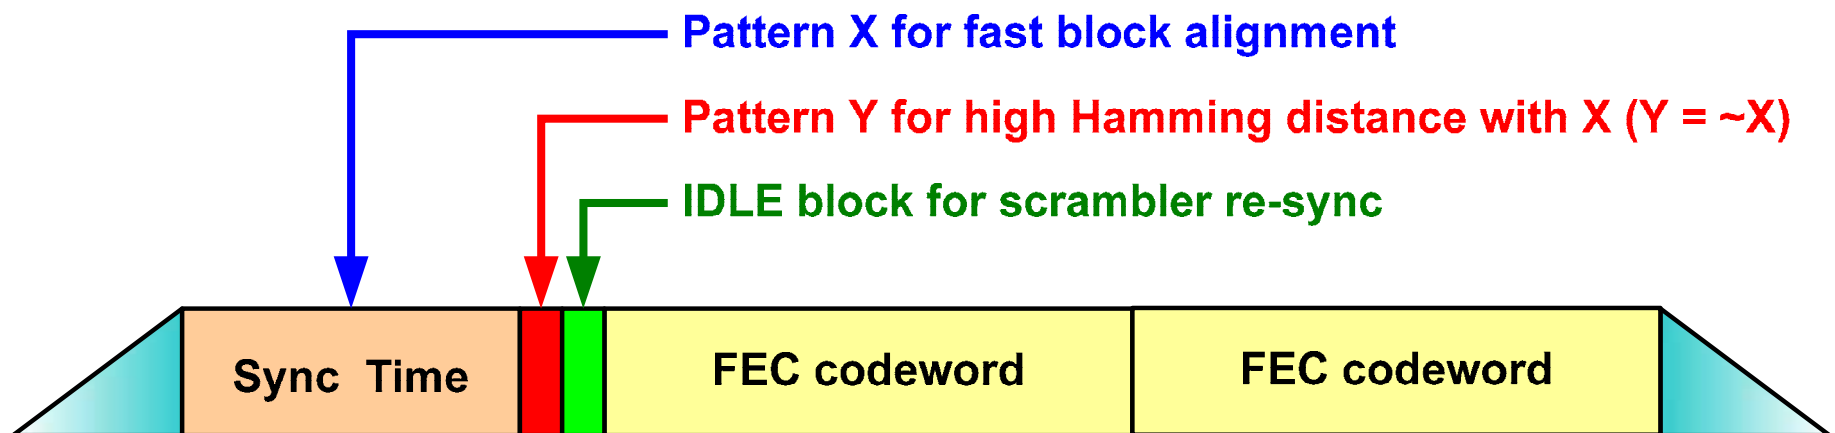 Pattern X for fast block alignment
Pattern Y for high Hamming distance with X (Y = ~X)
IDLE block for scrambler re-sync
Sync Time
FEC codeword
FEC codeword